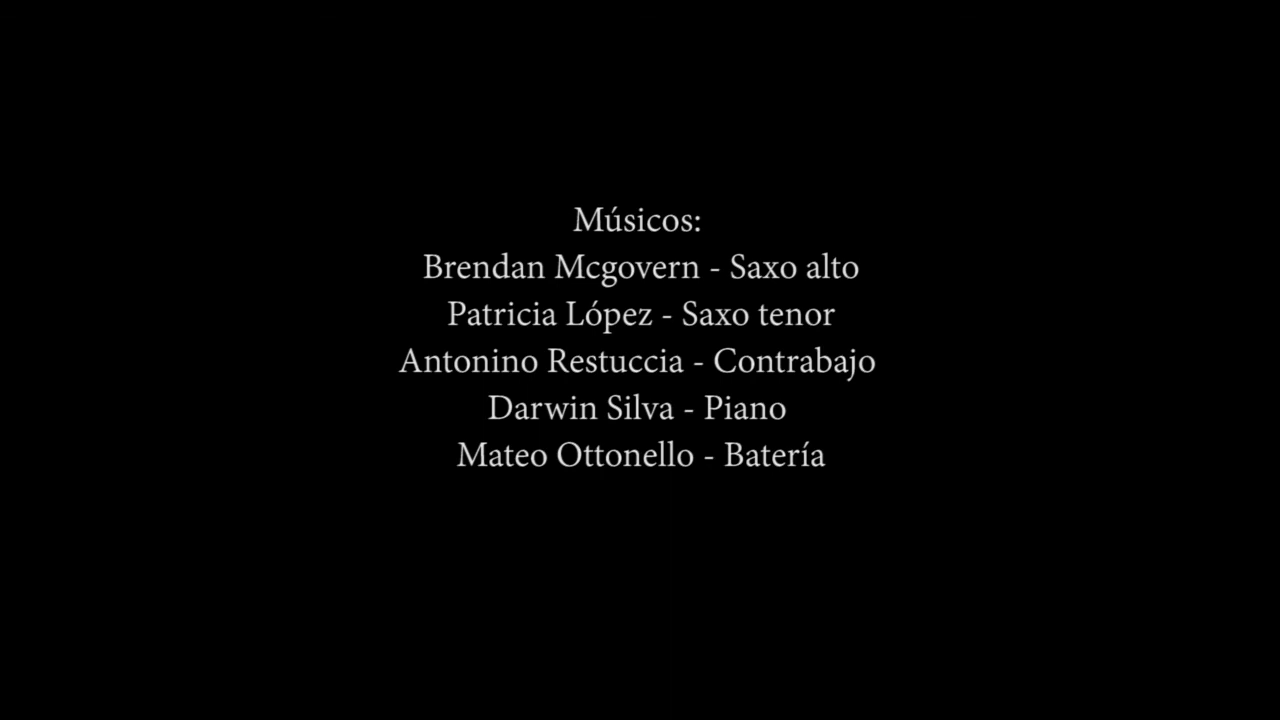 Músicos:
Brendan Mcgovern - Saxo alto
Patricia López - Saxo tenor
Antonino Restuccia - Contrabajo
Darwin Silva - Piano
Mateo Ottonello - Batería